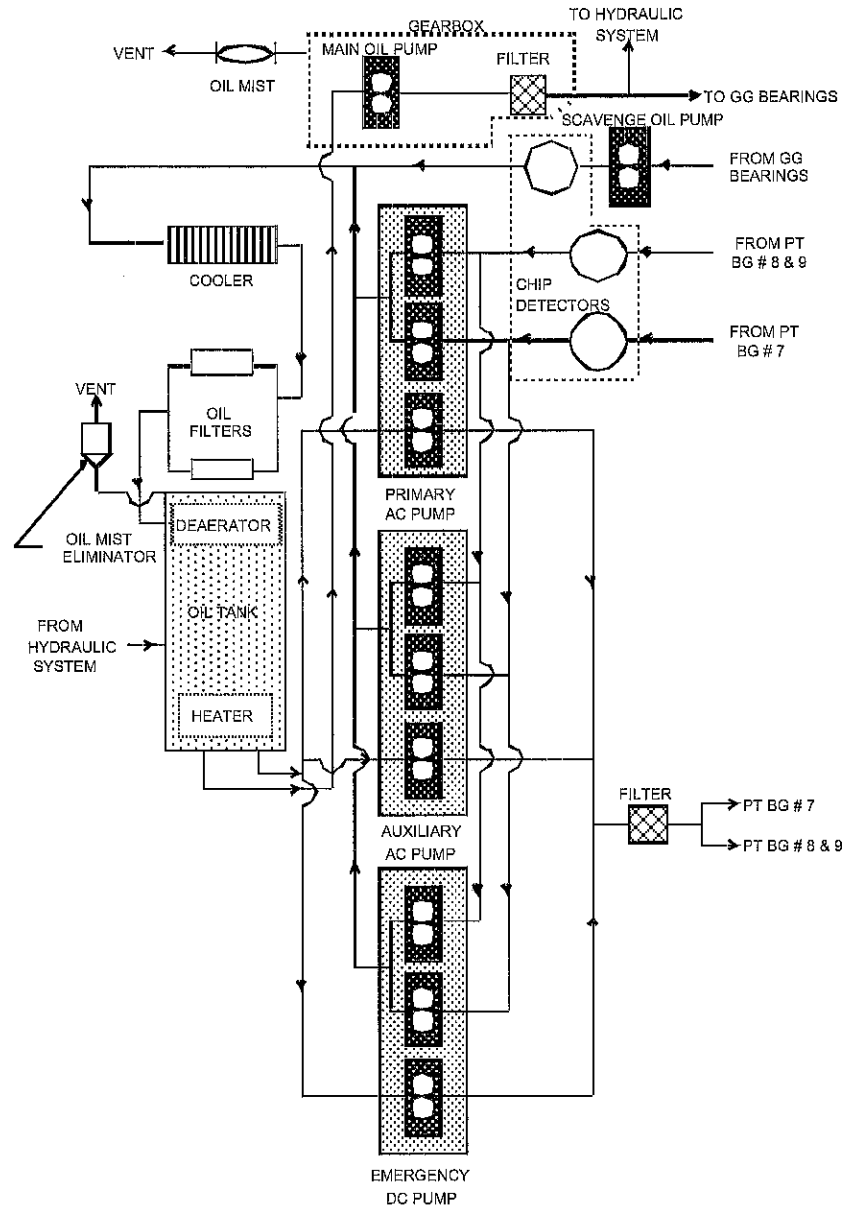 GEARBOX
TO HYDRAULIC
SYSTEM
VENT
MAIN OIL PUMP
FILTER
OIL MIST
TO GG BEARINGS
SCAVENGE OIL PUMP
FROM GG
BEARINGS
COOLER
CHIP
DETECTORS
FROM PT
BG # 8 & 9
FROM PT
BG # 7
VENT
OIL
FILTERS
PRIMARY
AC PUMP
OIL MIST
ELIMINATOR
DEAERATOR
OIL TANK
FROM
HYDRAULIC
SYSTEM
HEATER
AUXILIARY
AC PUMP
FILTER
PT BG # 7
PT BG # 8 & 9
EMERGENCY
DC PUMP